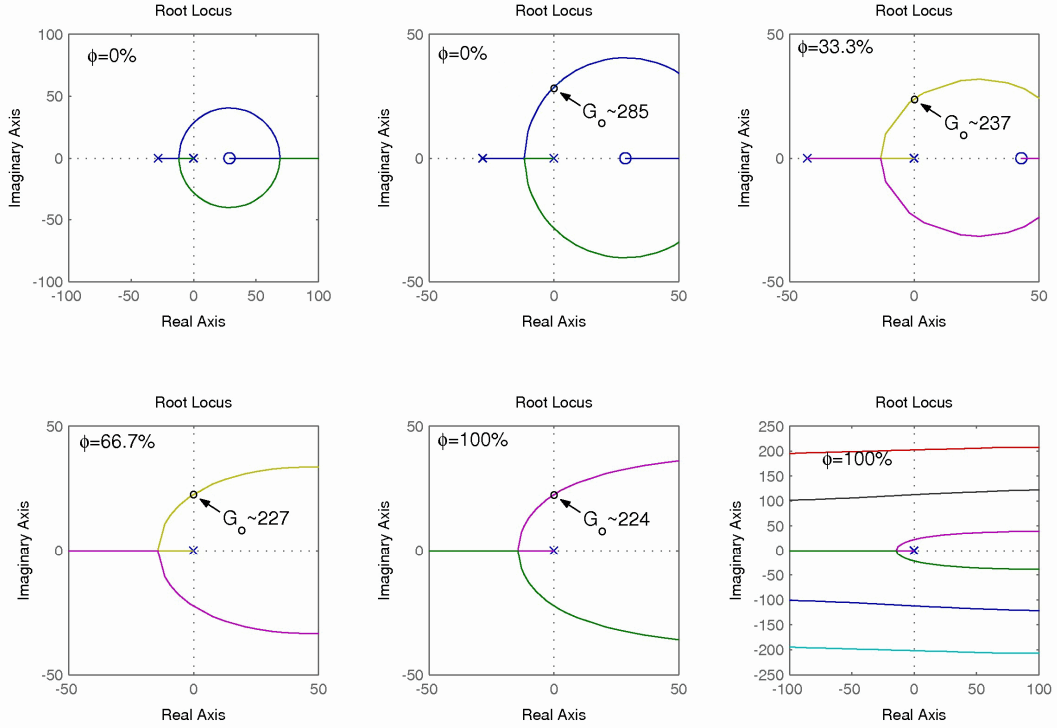 Root Locus
Root Locus
Root Locus
100
50
0
-50
-100
ϕ=0%
-100
-50
0
50
100
Imaginary Axis
Real Axis
50
0
-50
ϕ=0%
Go~285
-50
0
50
Imaginary Axis
Real Axis
50
0
-50
ϕ=33.3%
Go~237
-50
0
50
Imaginary Axis
Real Axis
Root Locus
Root Locus
Root Locus
50
0
-50
ϕ=66.7%
Go~227
-50
0
50
Imaginary Axis
Real Axis
50
0
-50
ϕ=100%
Go~224
-50
0
50
Imaginary Axis
Real Axis
250
200
150
100
50
0
-50
-100
-150
-200
-250
ϕ=100%
-100
-50
0
50
100
Imaginary Axis
Real Axis